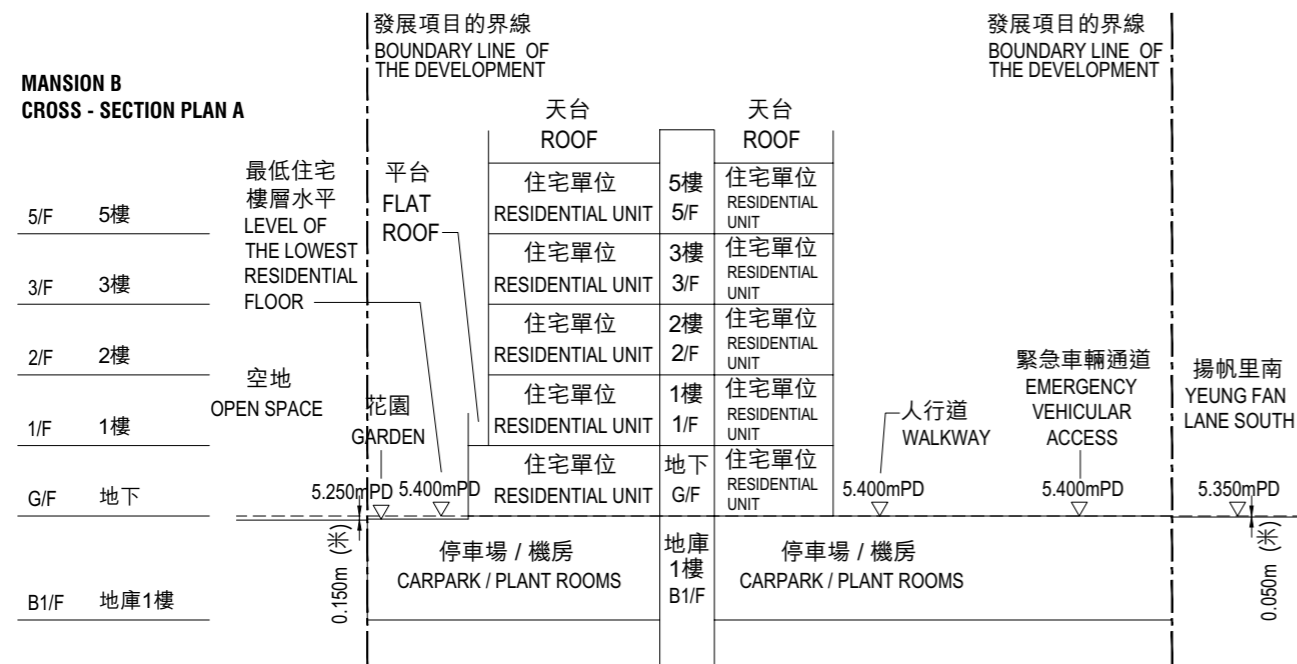 發展項目的界線
BOUNDARY LINE OF
THE DEVELOPMENT
發展項目的界線
BOUNDARY LINE OF
THE DEVELOPMENT
MANSION B
CROSS - SECTION PLAN A
天台
ROOF
天台
ROOF
最低住宅
樓層水平
LEVEL OF
THE LOWEST
RESIDENTIAL
FLOOR
平台
FLAT
ROOF
5/F 5樓
住宅單位
RESIDENTIAL UNIT
5樓
5/F
住宅單位
RESIDENTIAL
UNIT
3/F 3樓
住宅單位
RESIDENTIAL UNIT
3樓
3/F
住宅單位
RESIDENTIAL
UNIT
2/F 2樓
住宅單位
RESIDENTIAL UNIT
2樓
2/F
住宅單位
RESIDENTIAL
UNIT
空地
OPEN SPACE
花園
GARDEN
1/F 1樓
住宅單位
RESIDENTIAL UNIT
1樓
1/F
住宅單位
RESIDENTIAL
UNIT
人行道
WALKWAY
緊急車輛通道
EMERGENCY
VEHICULAR
ACCESS
揚帆里南
YEUNG FAN
LANE SOUTH
G/F 地下
5.250mPD
5.400mPD
住宅單位
RESIDENTIAL UNIT
地下
G/F
住宅單位
RESIDENTIAL
UNIT
5.400mPD
5.400mPD
5.350mPD
0.150m (米)
停車場 / 機房
CARPARK / PLANT ROOMS
地庫
1樓
B1/F
停車場 / 機房
CARPARK / PLANT ROOMS
0.050m (米)
B1/F 地庫1樓